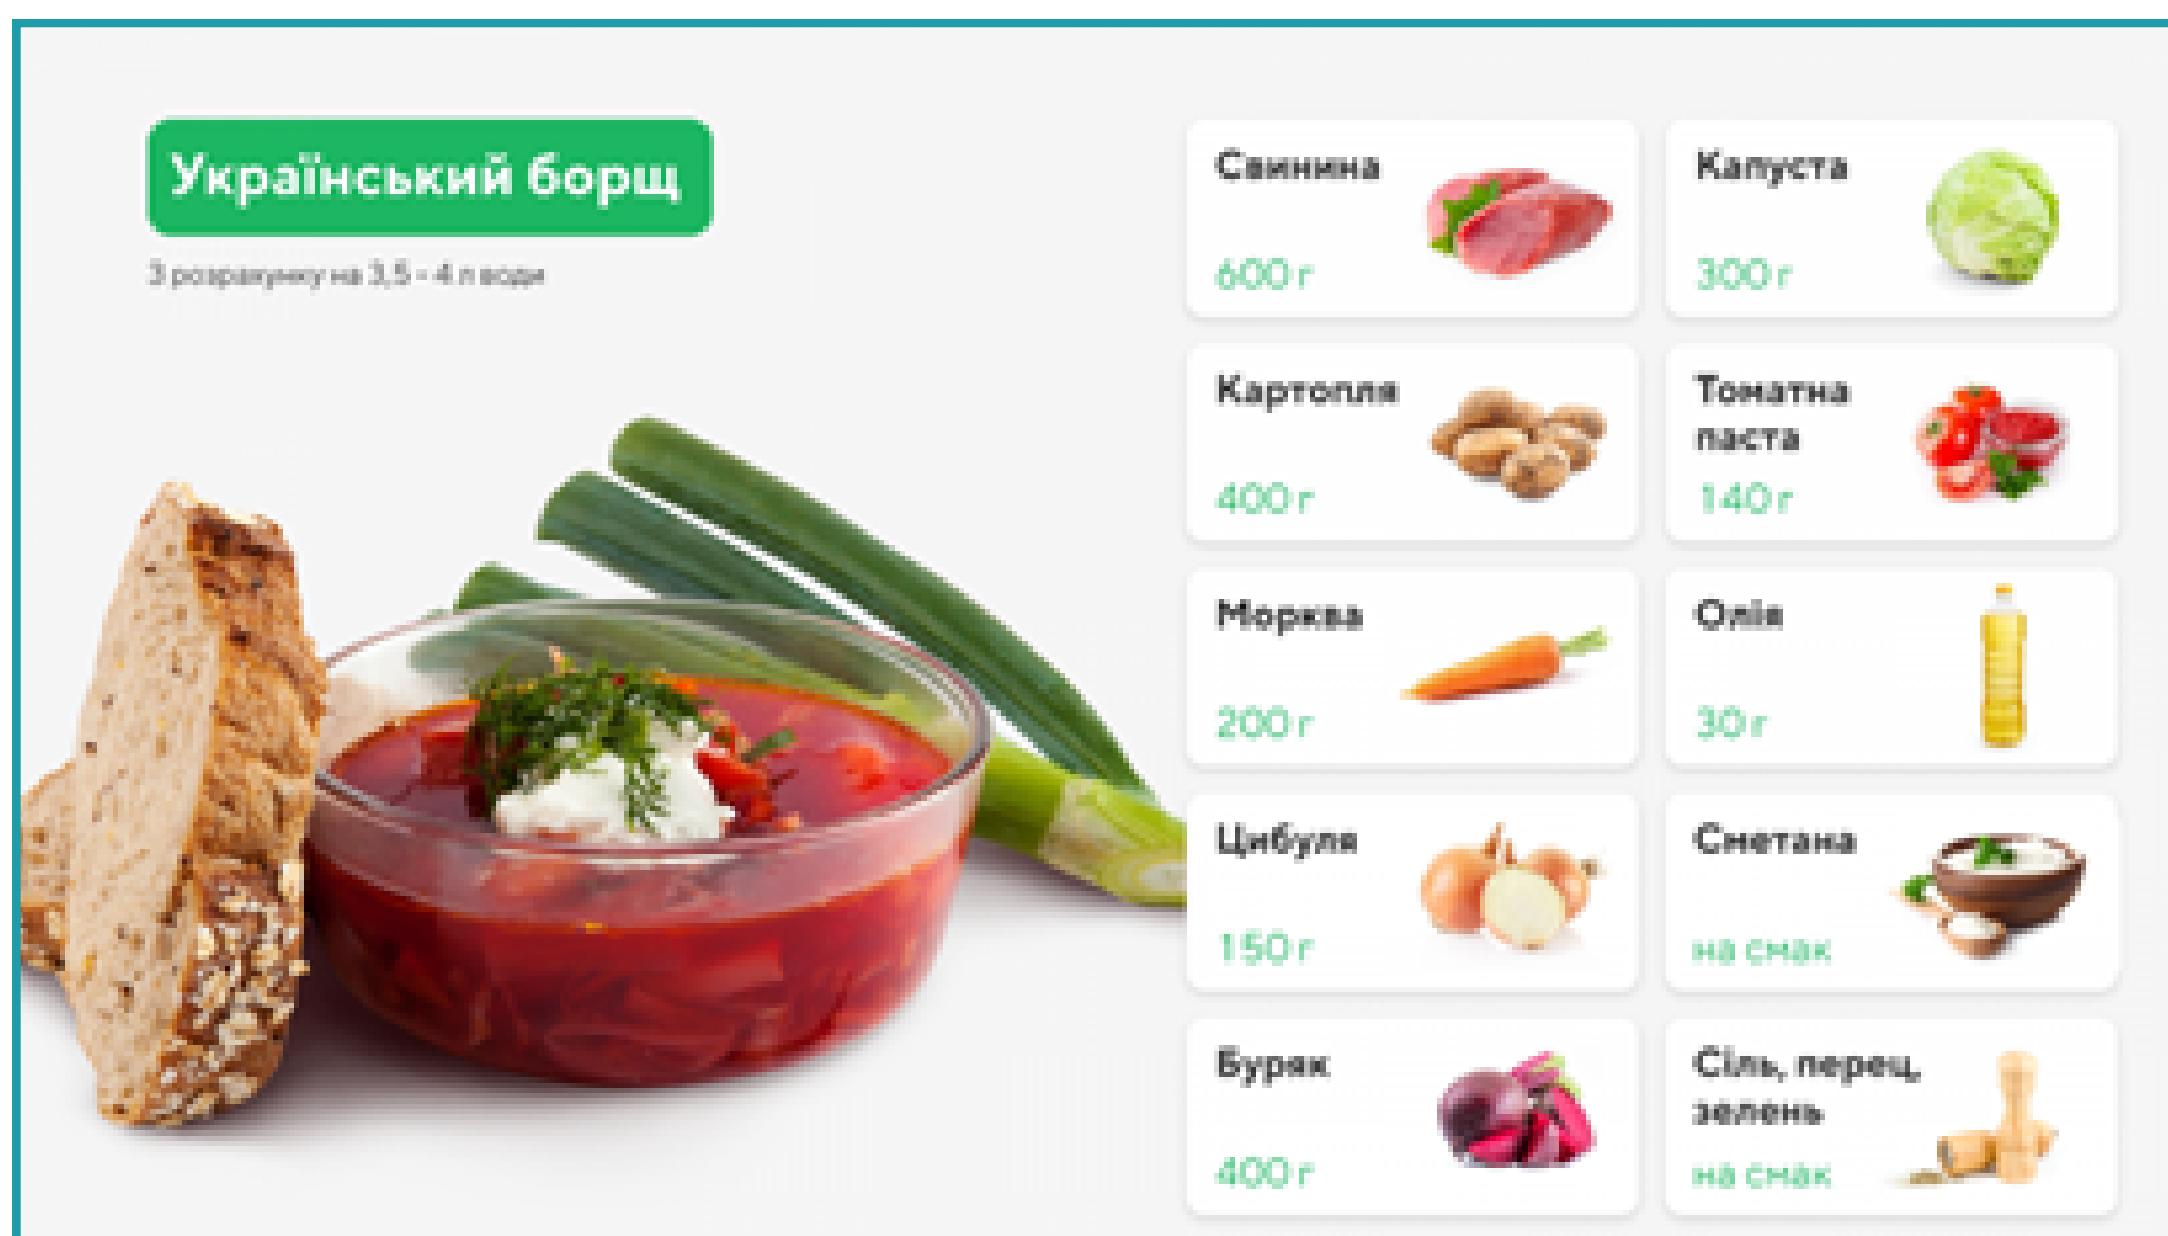 Український борщ
З розрахунку на 3,5 - 4 л води
Свинина
600 г
Капуста
300 г
Картопля
400 г
Томатна
паста
140 г
Морква
200 г
Олія
30 г
Цибуля
150 г
Сметана
на смак
Буряк
400 г
Сіль, перец,
зелень
на смак